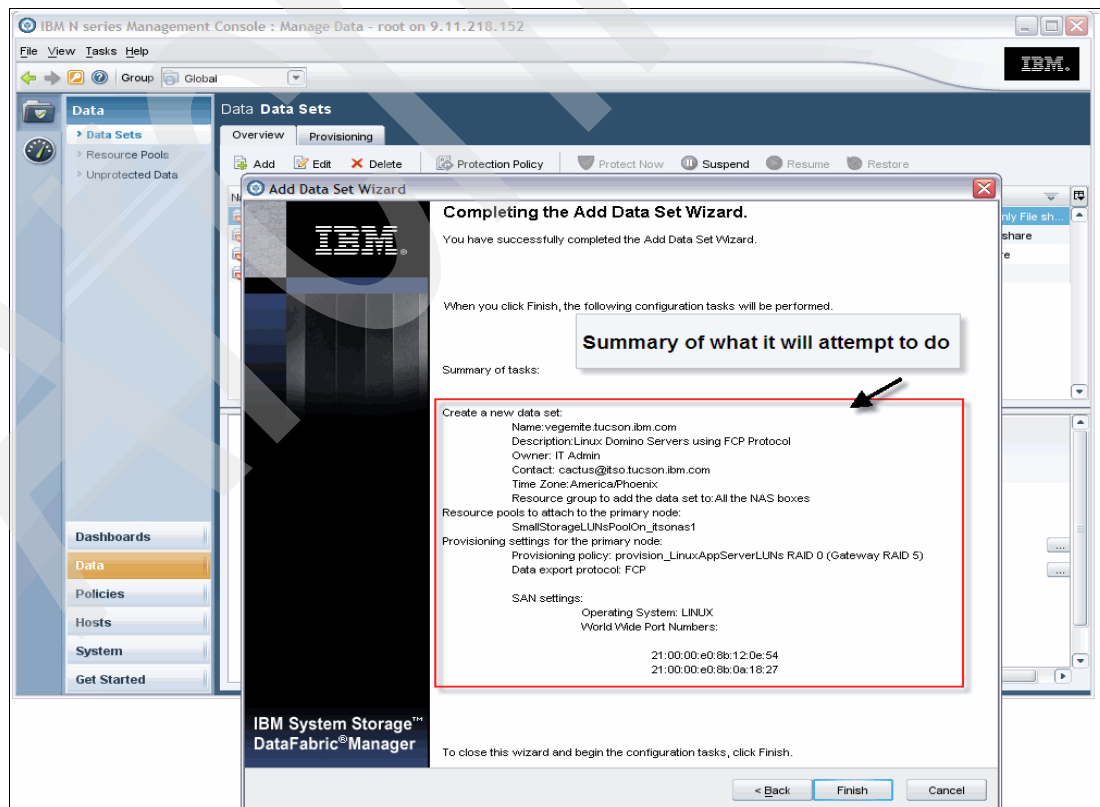 IBM N series Management Console : Manage Data - root on 9.11.218.152
File View Tasks Help
Group Global
IBM.
Data
Data Sets
Resource Pools
Unprotected Data
Data Data Sets
Overview Provisioning
Add Edit Delete Protection Policy Protect Now Suspend Resume Restore
nly File sh...
share
Add Data Set Wizard
IBM.
Completing the Add Data Set Wizard.
You have successfully completed the Add Data Set Wizard.
When you click Finish, the following configuration tasks will be performed.
Summary of what it will attempt to do
Summary of tasks:
Create a new data set:
Name:vegemite.tucson.ibm.com
Description:Linux Domino Servers using FCP Protocol
Owner: IT Admin
Contact: cactus@itso.tucson.ibm.com
Time Zone:America/Phoenix
Resource group to add the data set to:All the NAS boxes
Resource pools to attach to the primary node:
SmallStorageLUNsPoolOn_itsonas1
Provisioning settings for the primary node:
Provisioning policy: provision_LinuxAppServerLUNs RAID 0 (Gateway RAID 5)
Data export protocol: FCP
SAN settings:
Operating System: LINUX
World Wide Port Numbers:
21:00:00:e0:8b:12:0e:54
21:00:00:e0:8b:0a:18:27
Dashboards
Data
Policies
Hosts
System
Get Started
...
...
IBM System Storage™
DataFabric®Manager
To close this wizard and begin the configuration tasks, click Finish.
< Back Finish Cancel